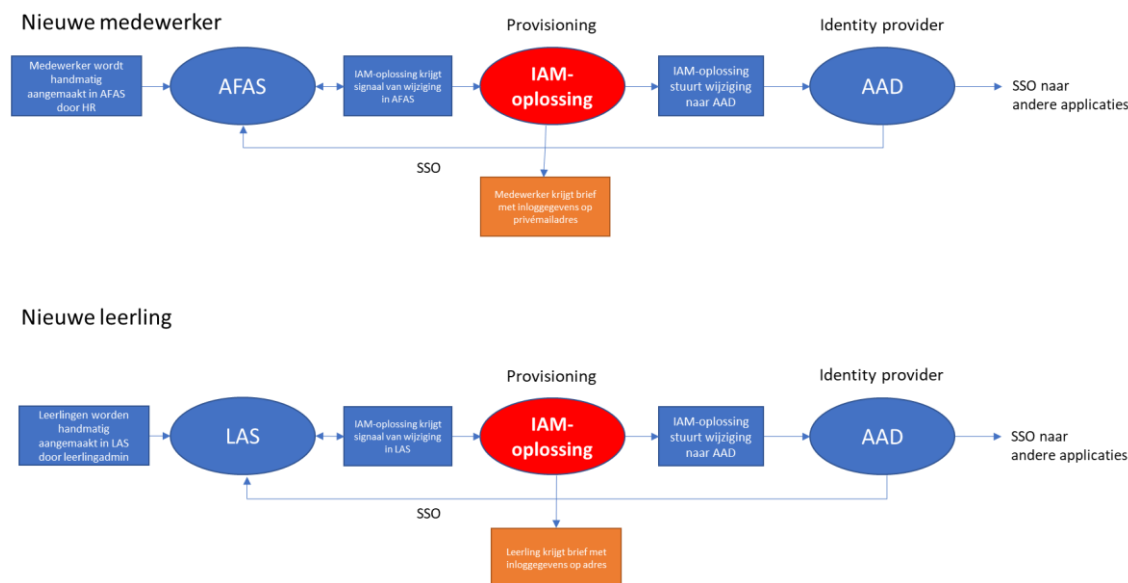 Nieuwe medewerker
Provisioning
Identity provider
Medewerker wordt
handmatig
aangemaakt in AFAS
door HR
AFAS
IAM-oplossing krijgt
signaal van wijziging
in AFAS
IAM-
oplossing
IAM-oplossing
stuurt wijziging
naar AAD
AAD
SSO naar
andere applicaties
SSO
Medewerker krijgt brief
met inloggegevens op
privémailadres
Nieuwe leerling
Provisioning
Identity provider
Leerlingen worden
handmatig
aangemaakt in LAS
door leerlingadmin
LAS
IAM-oplossing krijgt
signaal van wijziging
in LAS
IAM-
oplossing
IAM-oplossing
stuurt wijziging
naar AAD
AAD
SSO naar
andere applicaties
SSO
Leerling krijgt brief met
inloggegevens op adres